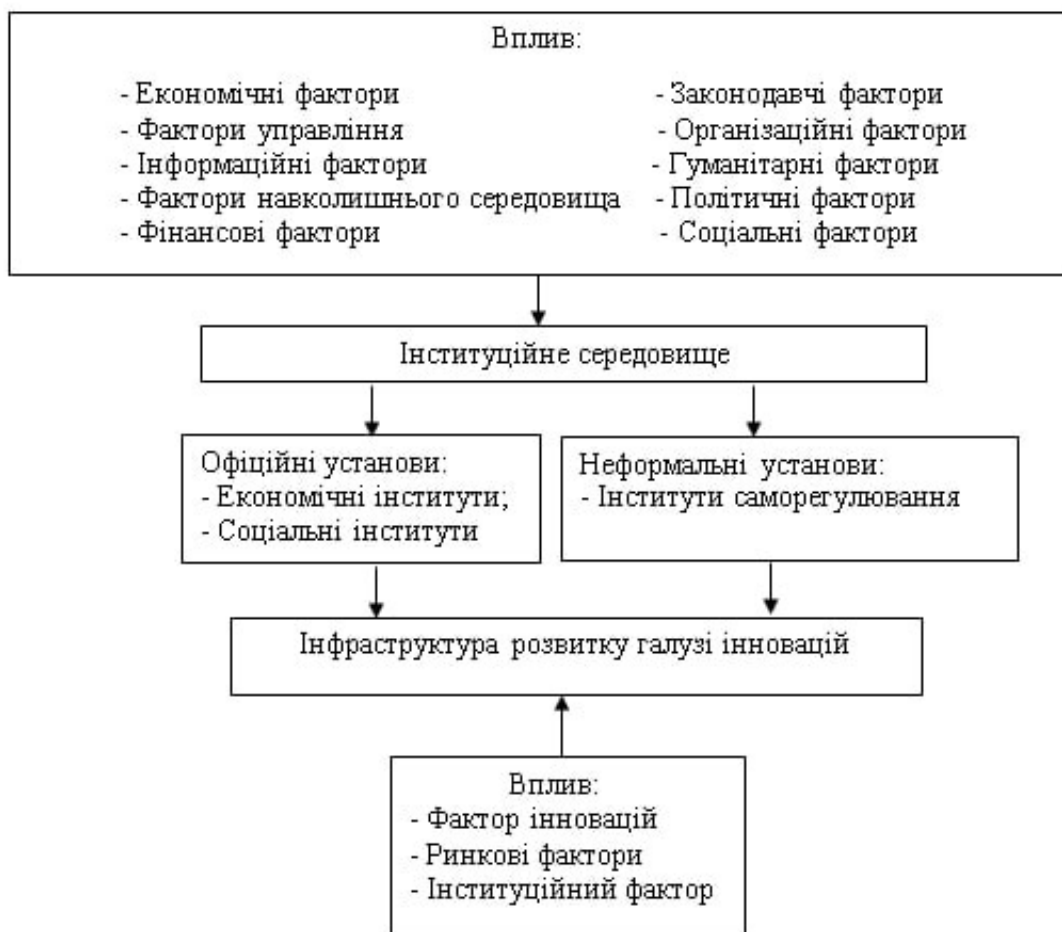 Вплив:
- Економічні фактори
- Фактори управління
- Інформаційні фактори
- Фактори навколишнього середовища
- Фінансові фактори
- Законодавчі фактори
- Організаційні фактори
- Гуманітарні фактори
- Політичні фактори
- Соціальні фактори
Інституційне середовище
Офіційні установи:
- Економічні інститути;
- Соціальні інститути
Неформальні установи:
- Інститути саморегулювання
Інфраструктура розвитку галузі інновацій
Вплив:
- Фактор інновацій
- Ринкові фактори
- Інституційний фактор